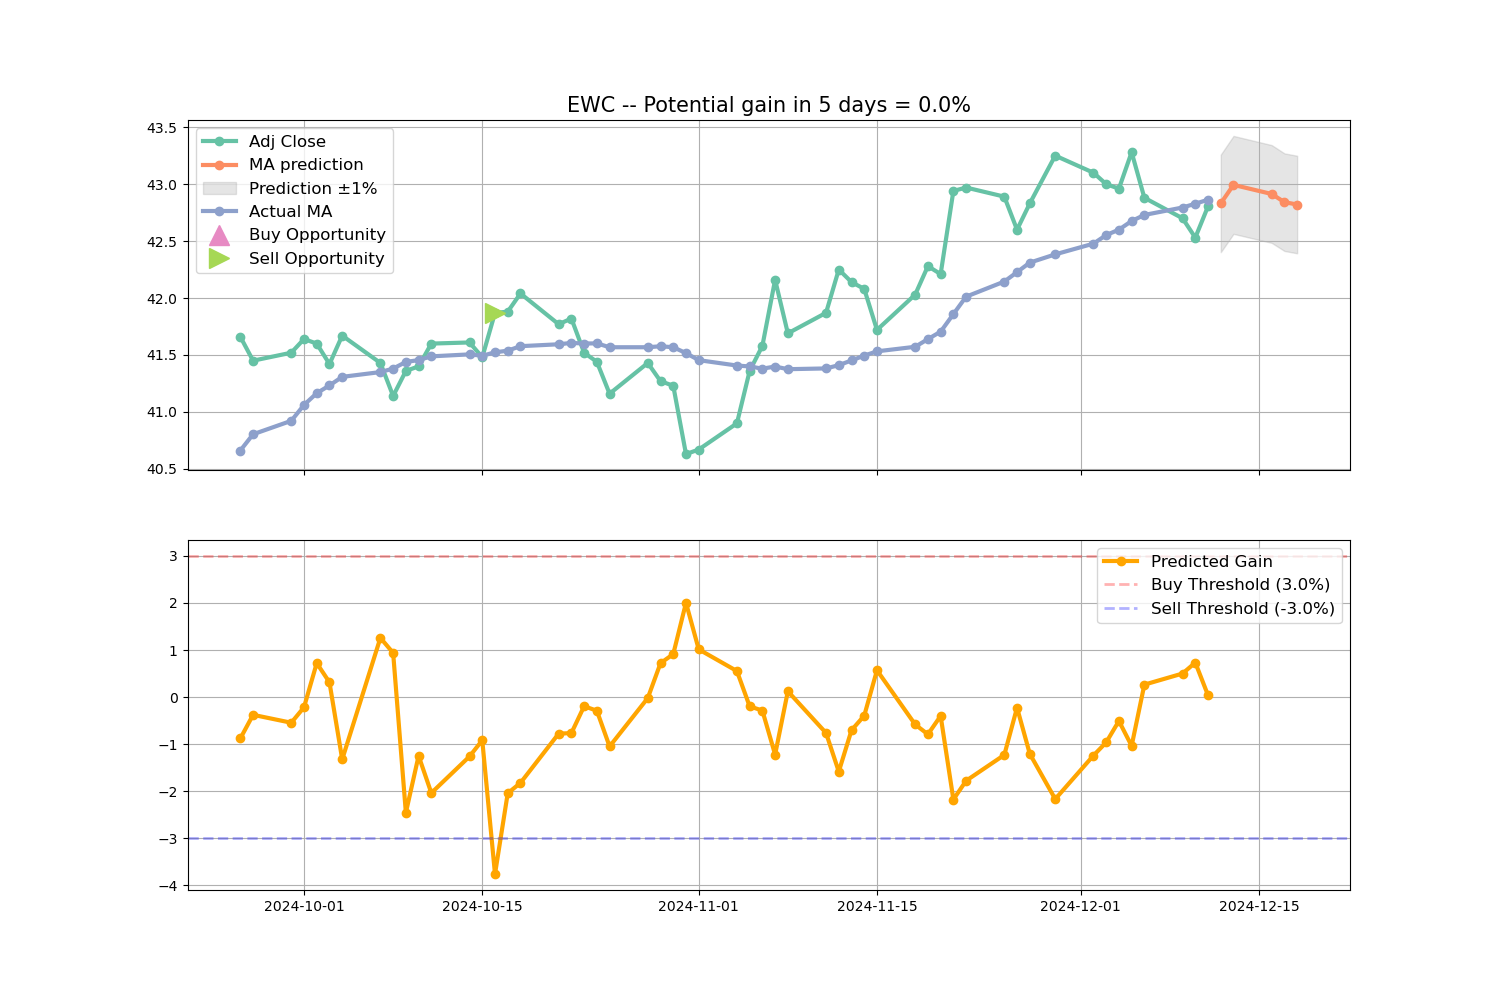 EWC -- Potential gain in 5 days = 0.0%
43.5
43.0
42.5
42.0
41.5
41.0
40.5
Adj Close
MA prediction
Prediction ±1%
Actual MA
Buy Opportunity
Sell Opportunity
3
2
1
0
−1
−2
−3
−4
Predicted Gain
Buy Threshold (3.0%)
Sell Threshold (-3.0%)
2024-10-01 2024-10-15 2024-11-01 2024-11-15 2024-12-01 2024-12-15